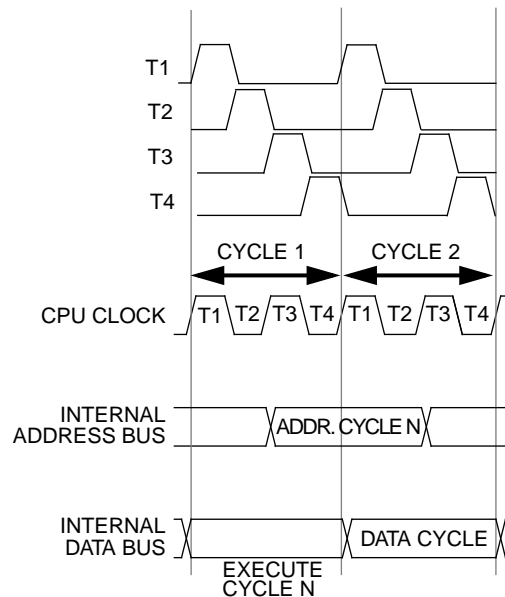 T1
T2
T3
T4
CYCLE 1 CYCLE 2
CPU CLOCK T1 T2 T3 T4 T1 T2 T3 T4
INTERNAL
ADDRESS BUS
ADDR. CYCLE N
INTERNAL
DATA BUS
DATA CYCLE
EXECUTE
CYCLE N